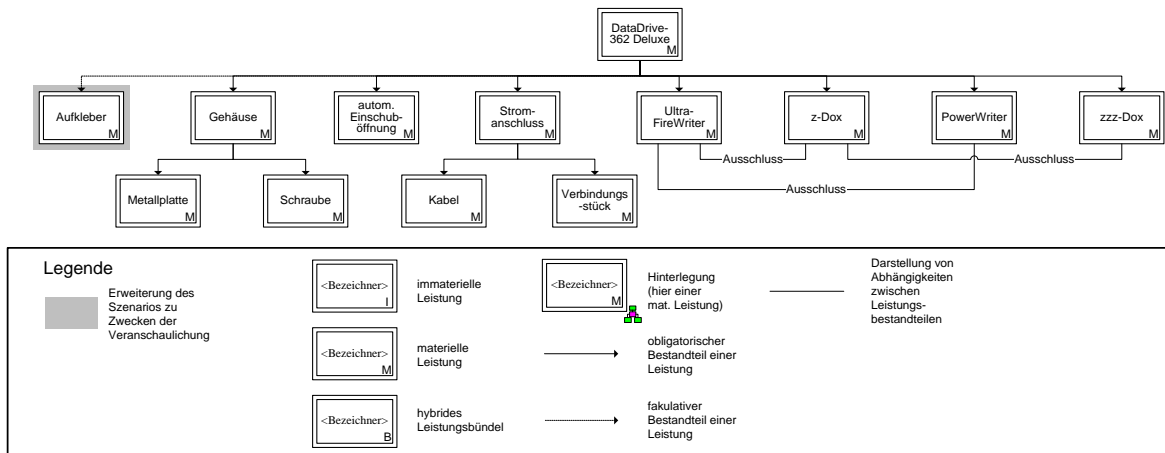 DataDrive-
362 Deluxe
M
Aufkleber
M
Gehäuse
M
autom.
Einschub-
öffnung
M
Strom-
anschluss
M
Ultra-
FireWriter
M
z-Dox
M
PowerWriter
M
zzz-Dox
M
Ausschluss
Ausschluss
Ausschluss
Metallplatte
M
Schraube
M
Kabel
M
Verbindungs
-stück
M
Legende
Erweiterung des
Szenarios zu
Zwecken der
Veranschaulichung
<Bezeichner>
I
immaterielle
Leistung
<Bezeichner>
M
materielle
Leistung
<Bezeichner>
B
hybrides
Leistungsbündel
<Bezeichner>
M
Hinterlegung
(hier einer
mat. Leistung)
obligatorischer
Bestandteil einer
Leistung
fakulativer
Bestandteil einer
Leistung
Darstellung von
Abhängigkeiten
zwischen
Leistungs-
bestandteilen